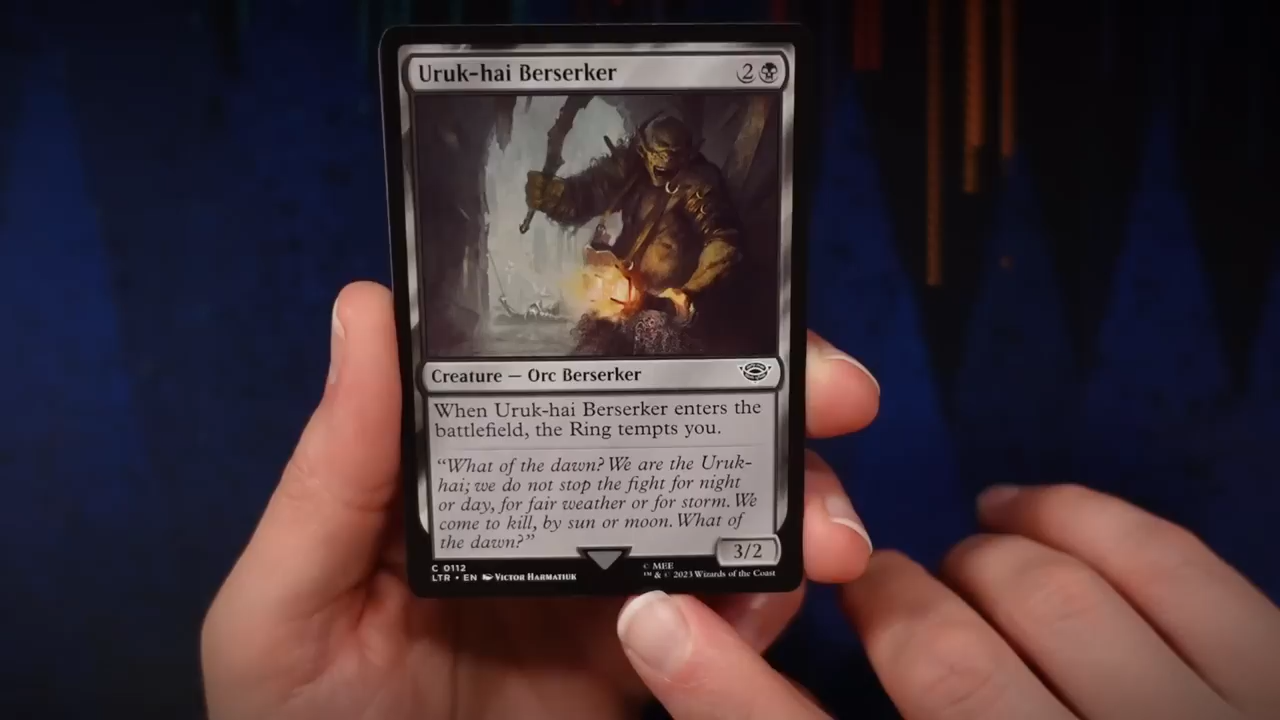 Uruk-hai Berserker 2
Creature — Orc Berserker
When Uruk-hai Berserker enters the
battlefield, the Ring tempts you.
“What of the dawn? We are the Uruk-
hai; we do not stop the fight for night
or day, for fair weather or for storm. We
come to kill, by sun or moon. What of
the dawn?”
3/2
C 0112
LTR • EN Victor Harmatiuk
© MEE
™ & © 2023 Wizards of the Coast